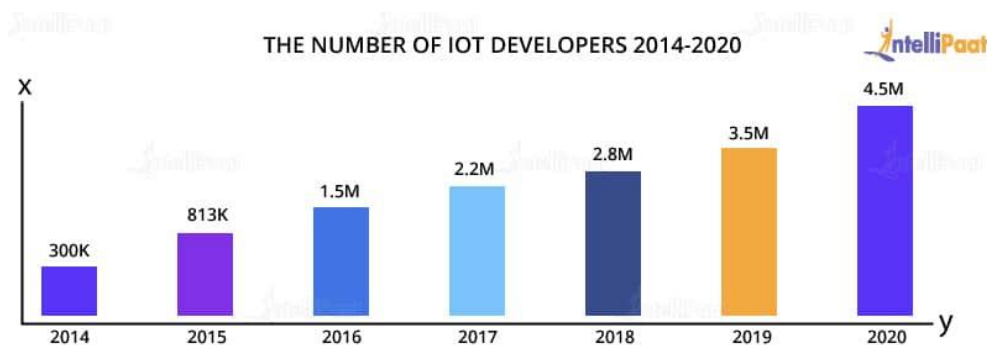 THE NUMBER OF IOT DEVELOPERS 2014-2020
IntelliPaat
x
4.5M
3.5M
2.8M
2.2M
1.5M
813K
300K
2014 2015 2016 2017 2018 2019 2020
y